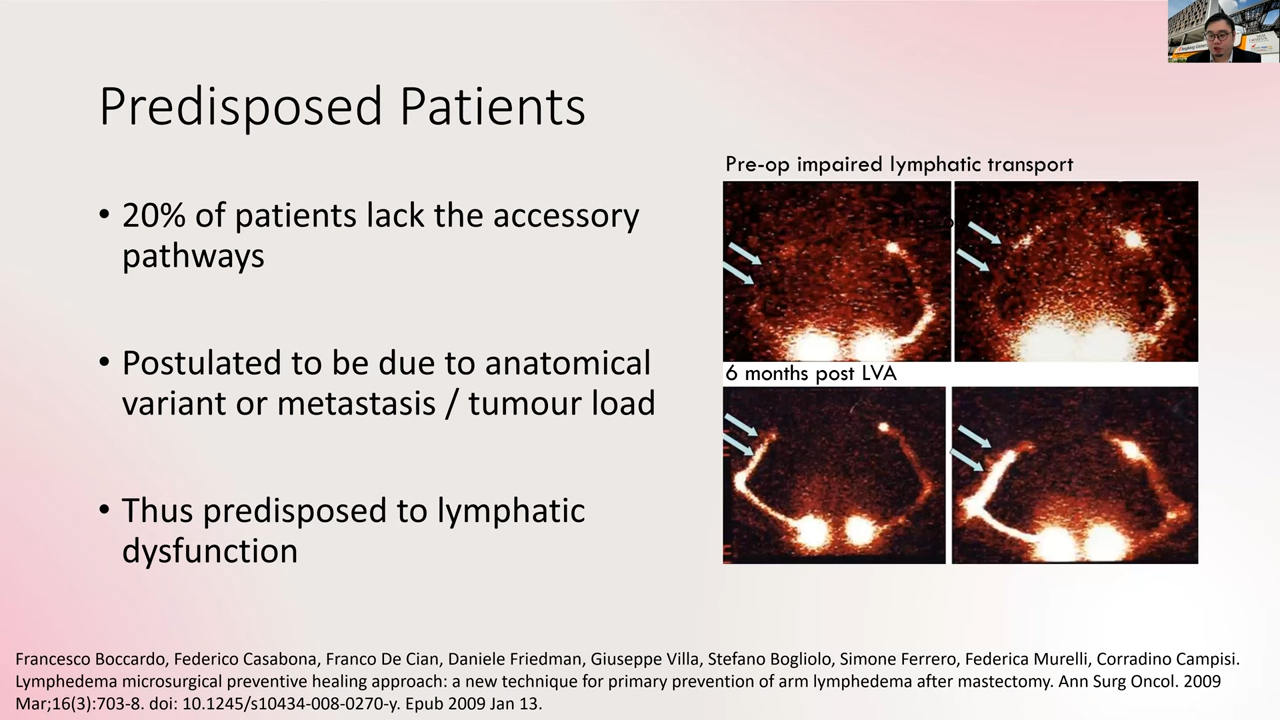 Predisposed Patients
• 20% of patients lack the accessory
pathways
• Postulated to be due to anatomical
variant or metastasis / tumour load
• Thus predisposed to lymphatic
dysfunction
Pre-op impaired lymphatic transport
6 months post LVA
Francesco Boccardo, Federico Casabona, Franco De Cian, Daniele Friedman, Giuseppe Villa, Stefano Bogliolo, Simone Ferrero, Federica Murelli, Corradino Campisi.
Lymphedema microsurgical preventive healing approach: a new technique for primary prevention of arm lymphedema after mastectomy. Ann Surg Oncol. 2009
Mar;16(3):703-8. doi: 10.1245/s10434-008-0270-y. Epub 2009 Jan 13.